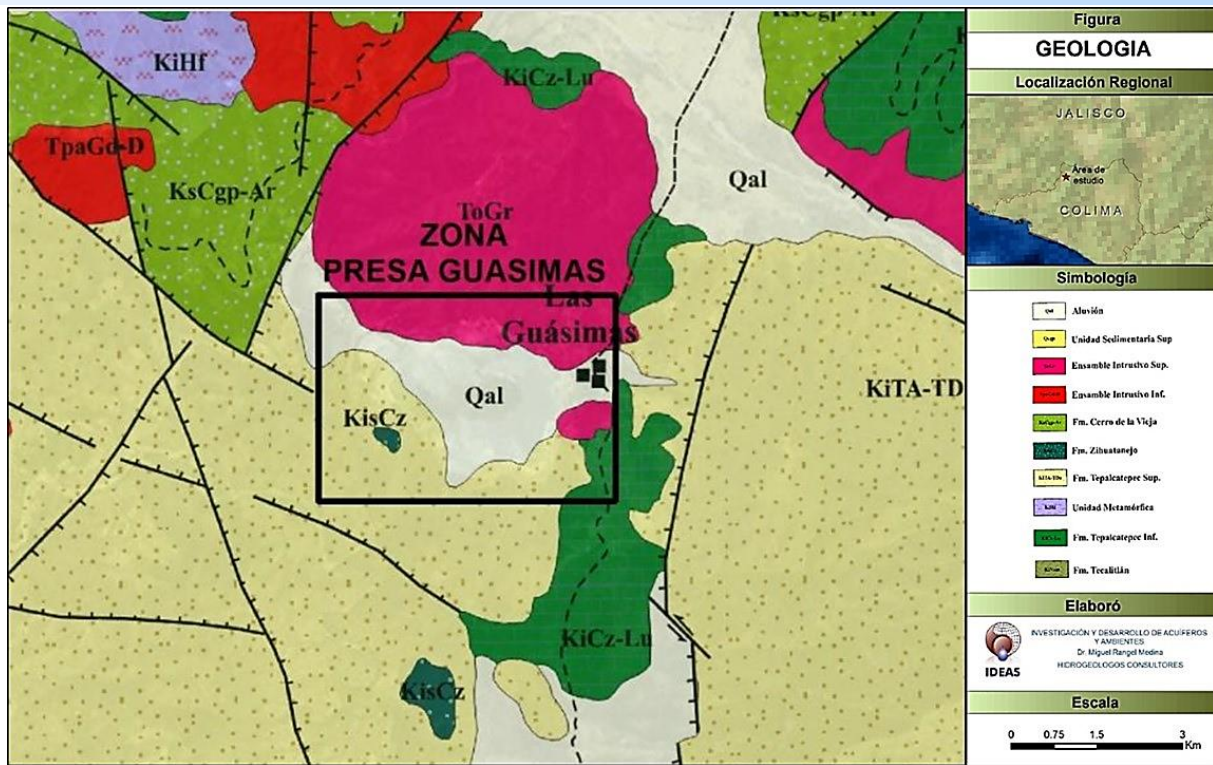 KiHf
KiCz-Lu
KsCgp-Ar
TpaGd-D
KsCgp-Ar
Qal
ToGr
ZONA
PRESA GUASIMAS
Las
Guásimas
Qal
KisCz
KiTA-TD
KiCz-Lu
KisCz
Figura
GEOLOGIA
Localización Regional
JALISCO
Área de
estudio
COLIMA
Simbología
Qal Aluvión
Unidad Sedimentaria Sup
Ensamble Intrusivo Sup.
Ensamble Intrusivo Inf.
Fm. Cerro de la Vieja
Fm. Zihuatanejo
Fm. Tepalcatepec Sup.
Unidad Metamórfica
Fm. Tepalcatepec Inf.
Fm. Tecalitlán
Elaboró
IDEAS
INVESTIGACIÓN Y DESARROLLO DE ACUÍFEROS
Y AMBIENTES
Dr. Miguel Rangel Medina
HIDROGEOLOGOS CONSULTORES
Escala
0 0.75 1.5 3
Km